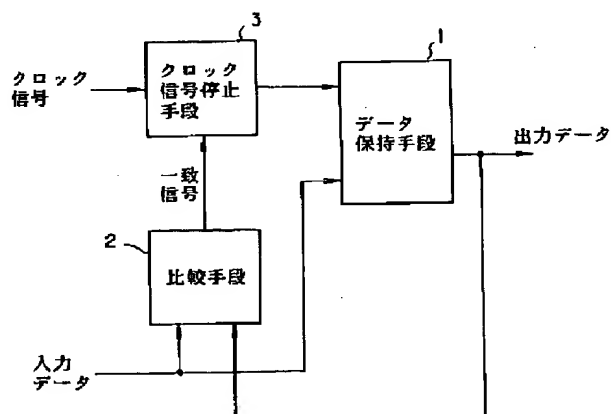 3
クロック
信号停止
手段
クロック
信号
1
データ
保持手段
出力データ
一致
信号
2
比較手段
入力
データ